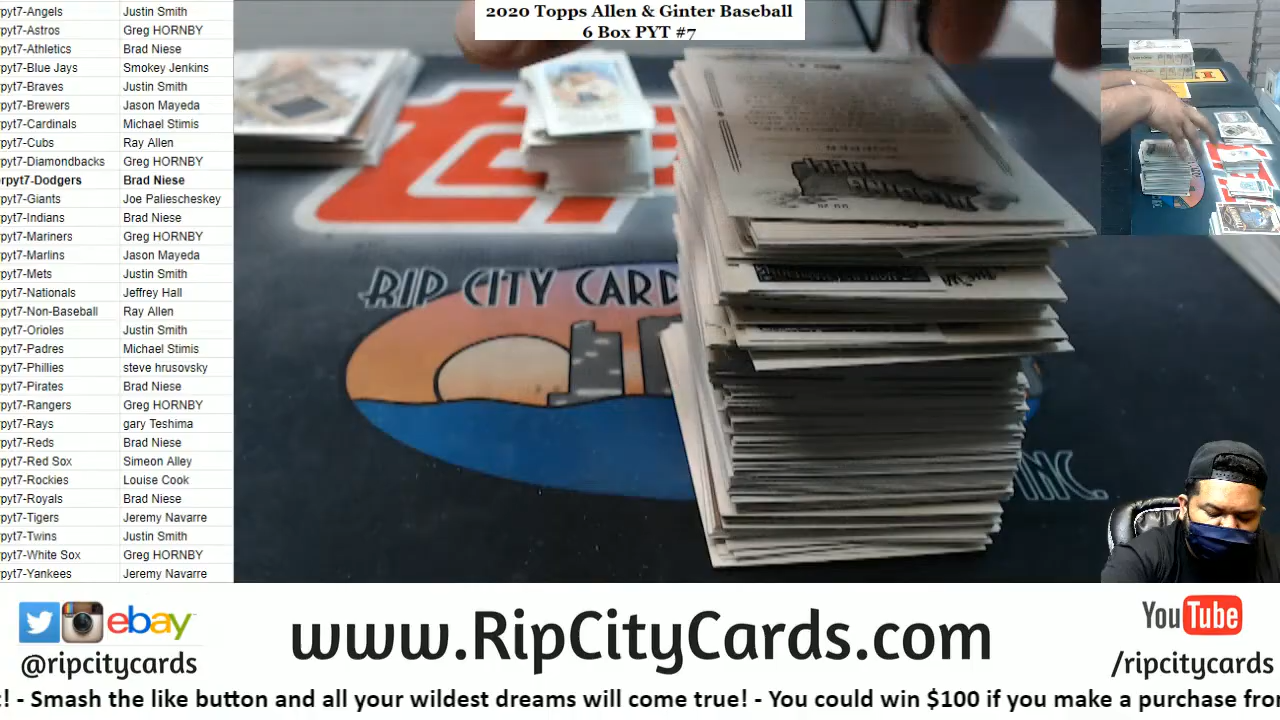 2020 Topps Allen & Ginter Baseball
6 Box PYT #7
pyt7-Angels Justin Smith
pyt7-Astros Greg HORNBY
pyt7-Athletics Brad Niese
pyt7-Blue Jays Smokey Jenkins
pyt7-Braves Justin Smith
pyt7-Brewers Jason Mayeda
pyt7-Cardinals Michael Stimis
pyt7-Cubs Ray Allen
pyt7-Diamondbacks Greg HORNBY
rpyt7-Dodgers Brad Niese
pyt7-Giants Joe Paliescheskey
pyt7-Indians Brad Niese
pyt7-Mariners Greg HORNBY
pyt7-Marlins Jason Mayeda
pyt7-Mets Justin Smith
pyt7-Nationals Jeffrey Hall
pyt7-Non-Baseball Ray Allen
pyt7-Orioles Justin Smith
pyt7-Padres Michael Stimis
pyt7-Phillies steve hrusovsky
pyt7-Pirates Brad Niese
pyt7-Rangers Greg HORNBY
pyt7-Rays gary Teshima
pyt7-Reds Brad Niese
pyt7-Red Sox Simeon Alley
pyt7-Rockies Louise Cook
pyt7-Royals Brad Niese
pyt7-Tigers Jeremy Navarre
pyt7-Twins Justin Smith
pyt7-White Sox Greg HORNBY
pyt7-Yankees Jeremy Navarre
RIP CITY CARD
INC.
ebay
@ripcitycards
www.RipCityCards.com
YouTube
/ripcitycards
! - Smash the like button and all your wildest dreams will come true! - You could win $100 if you make a purchase from